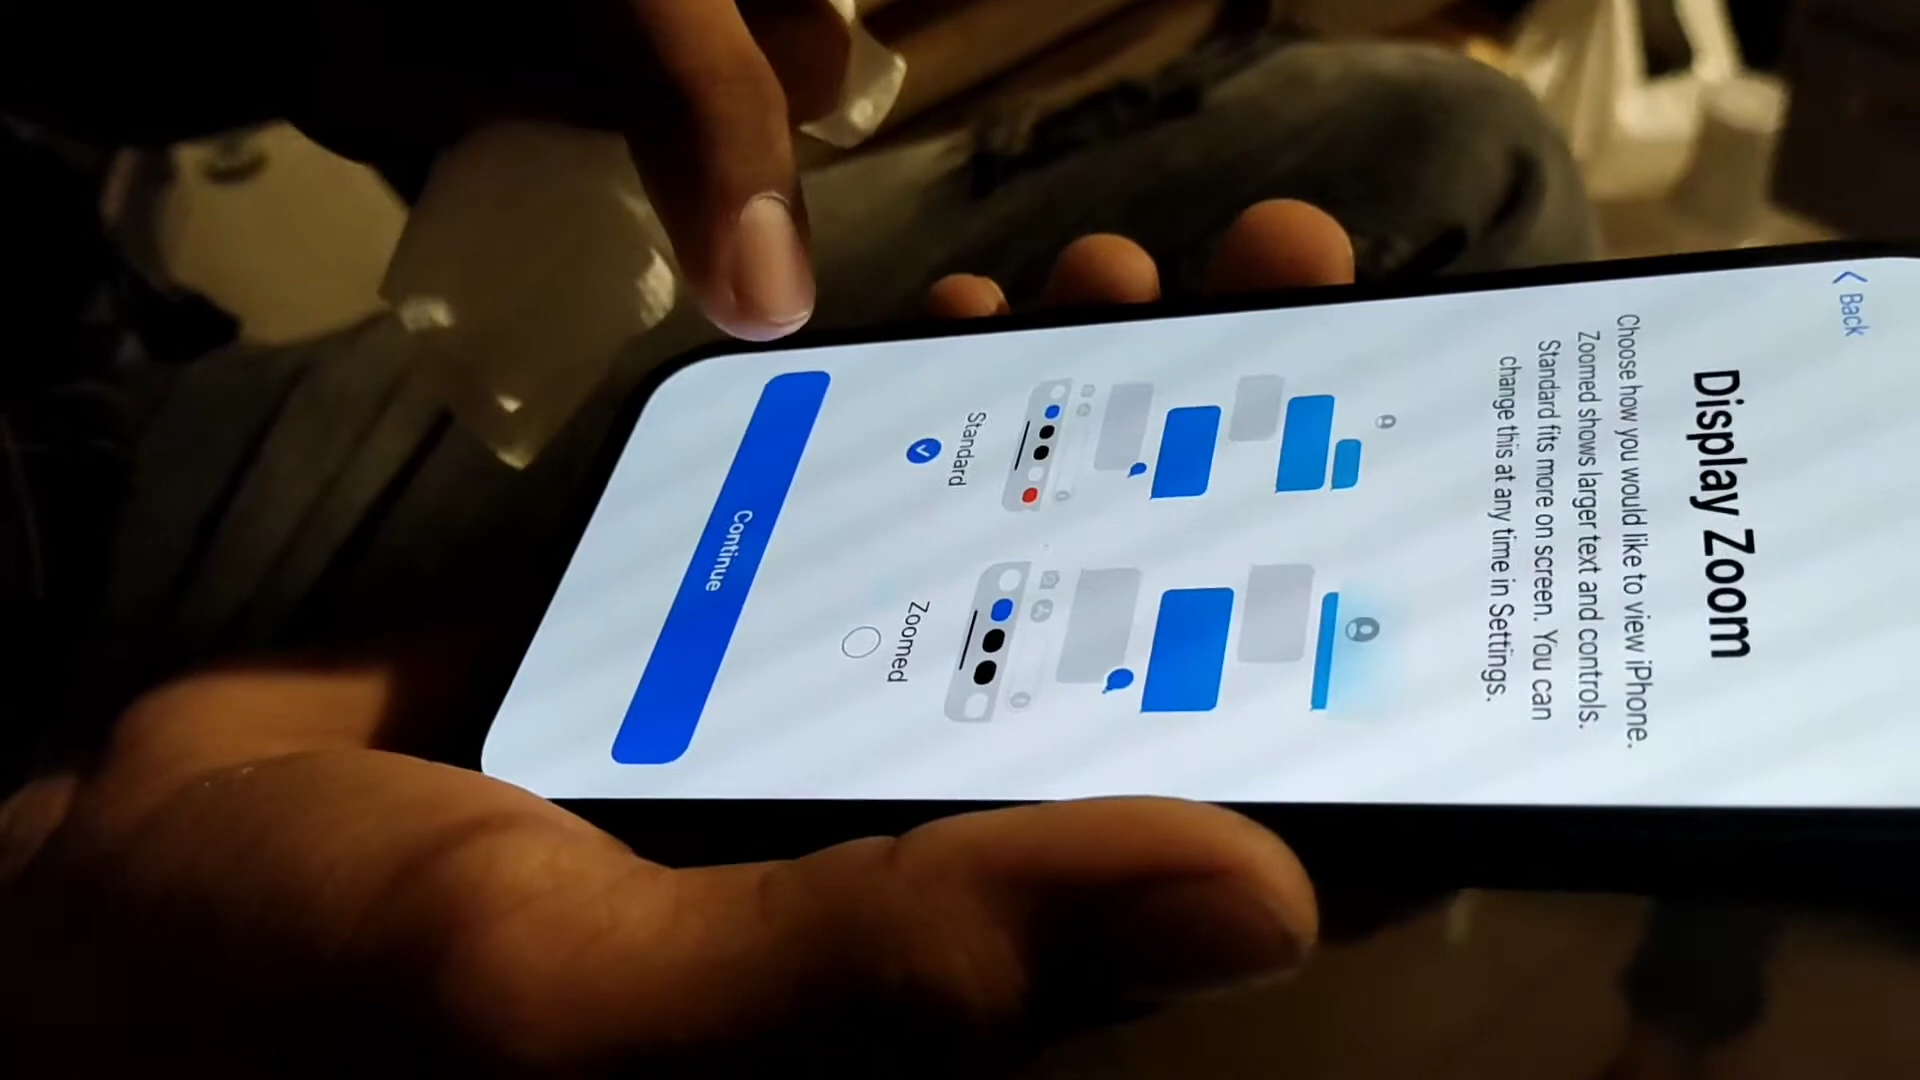 Back
Display Zoom
Choose how you would like to view iPhone.
Zoomed shows larger text and controls.
Standard fits more on screen. You can
change this at any time in Settings.
Standard
Zoomed
Continue